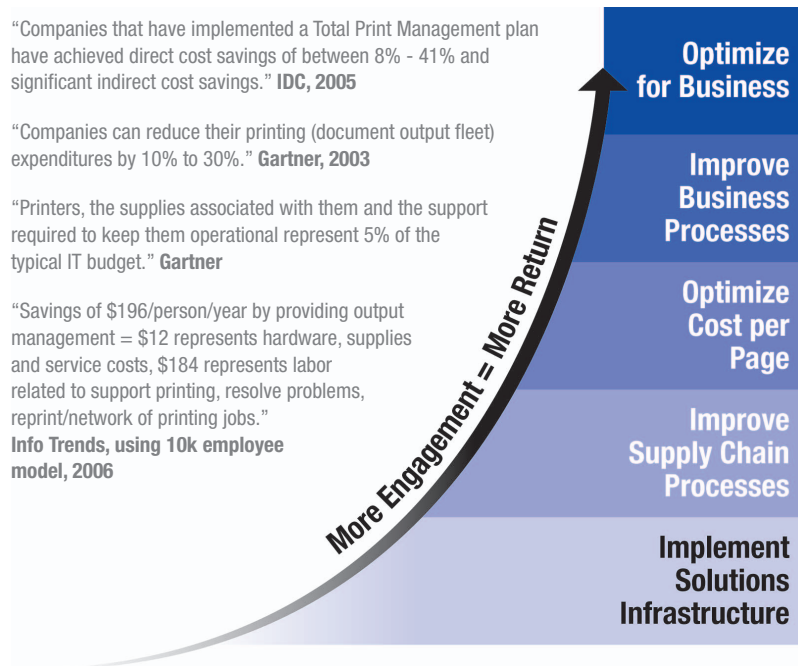 “Companies that have implemented a Total Print Management plan
have achieved direct cost savings of between 8% - 41% and
significant indirect cost savings.” IDC, 2005
“Companies can reduce their printing (document output fleet)
expenditures by 10% to 30%.” Gartner, 2003
“Printers, the supplies associated with them and the support
required to keep them operational represent 5% of the
typical IT budget.” Gartner
“Savings of $196/person/year by providing output
management = $12 represents hardware, supplies
and service costs, $184 represents labor
related to support printing, resolve problems,
reprint/network of printing jobs.”
Info Trends, using 10k employee
model, 2006
More Engagement = More Return
Optimize
for Business
Improve
Business
Processes
Optimize
Cost per
Page
Improve
Supply Chain
Processes
Implement
Solutions
Infrastructure